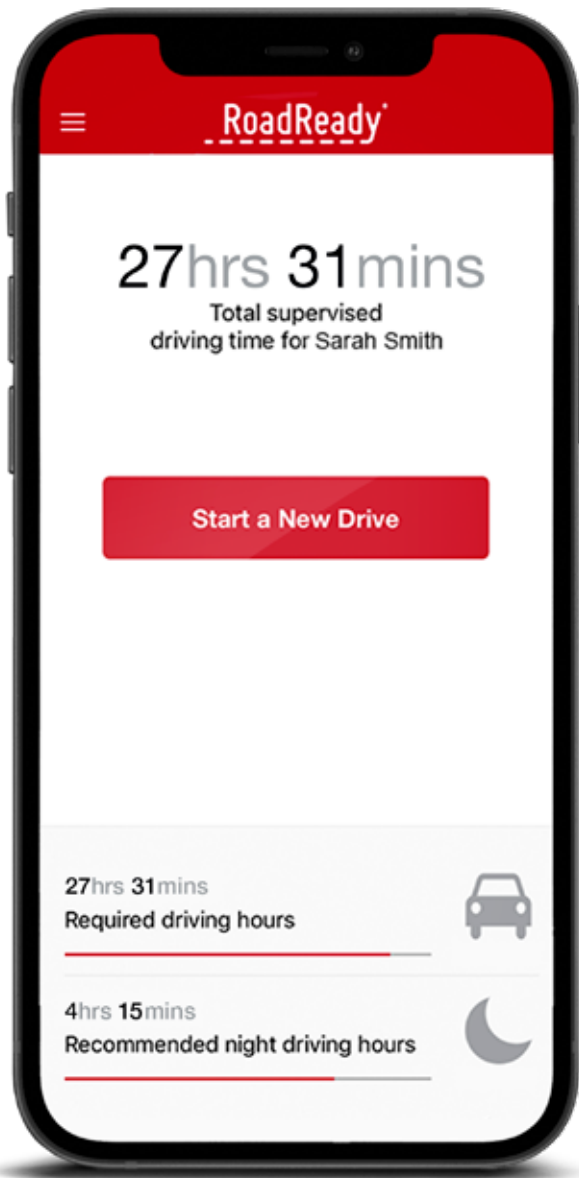 RoadReady®
27hrs 31mins
Total supervised
driving time for Sarah Smith
Start a New Drive
27hrs 31mins
Required driving hours
4hrs 15mins
Recommended night driving hours